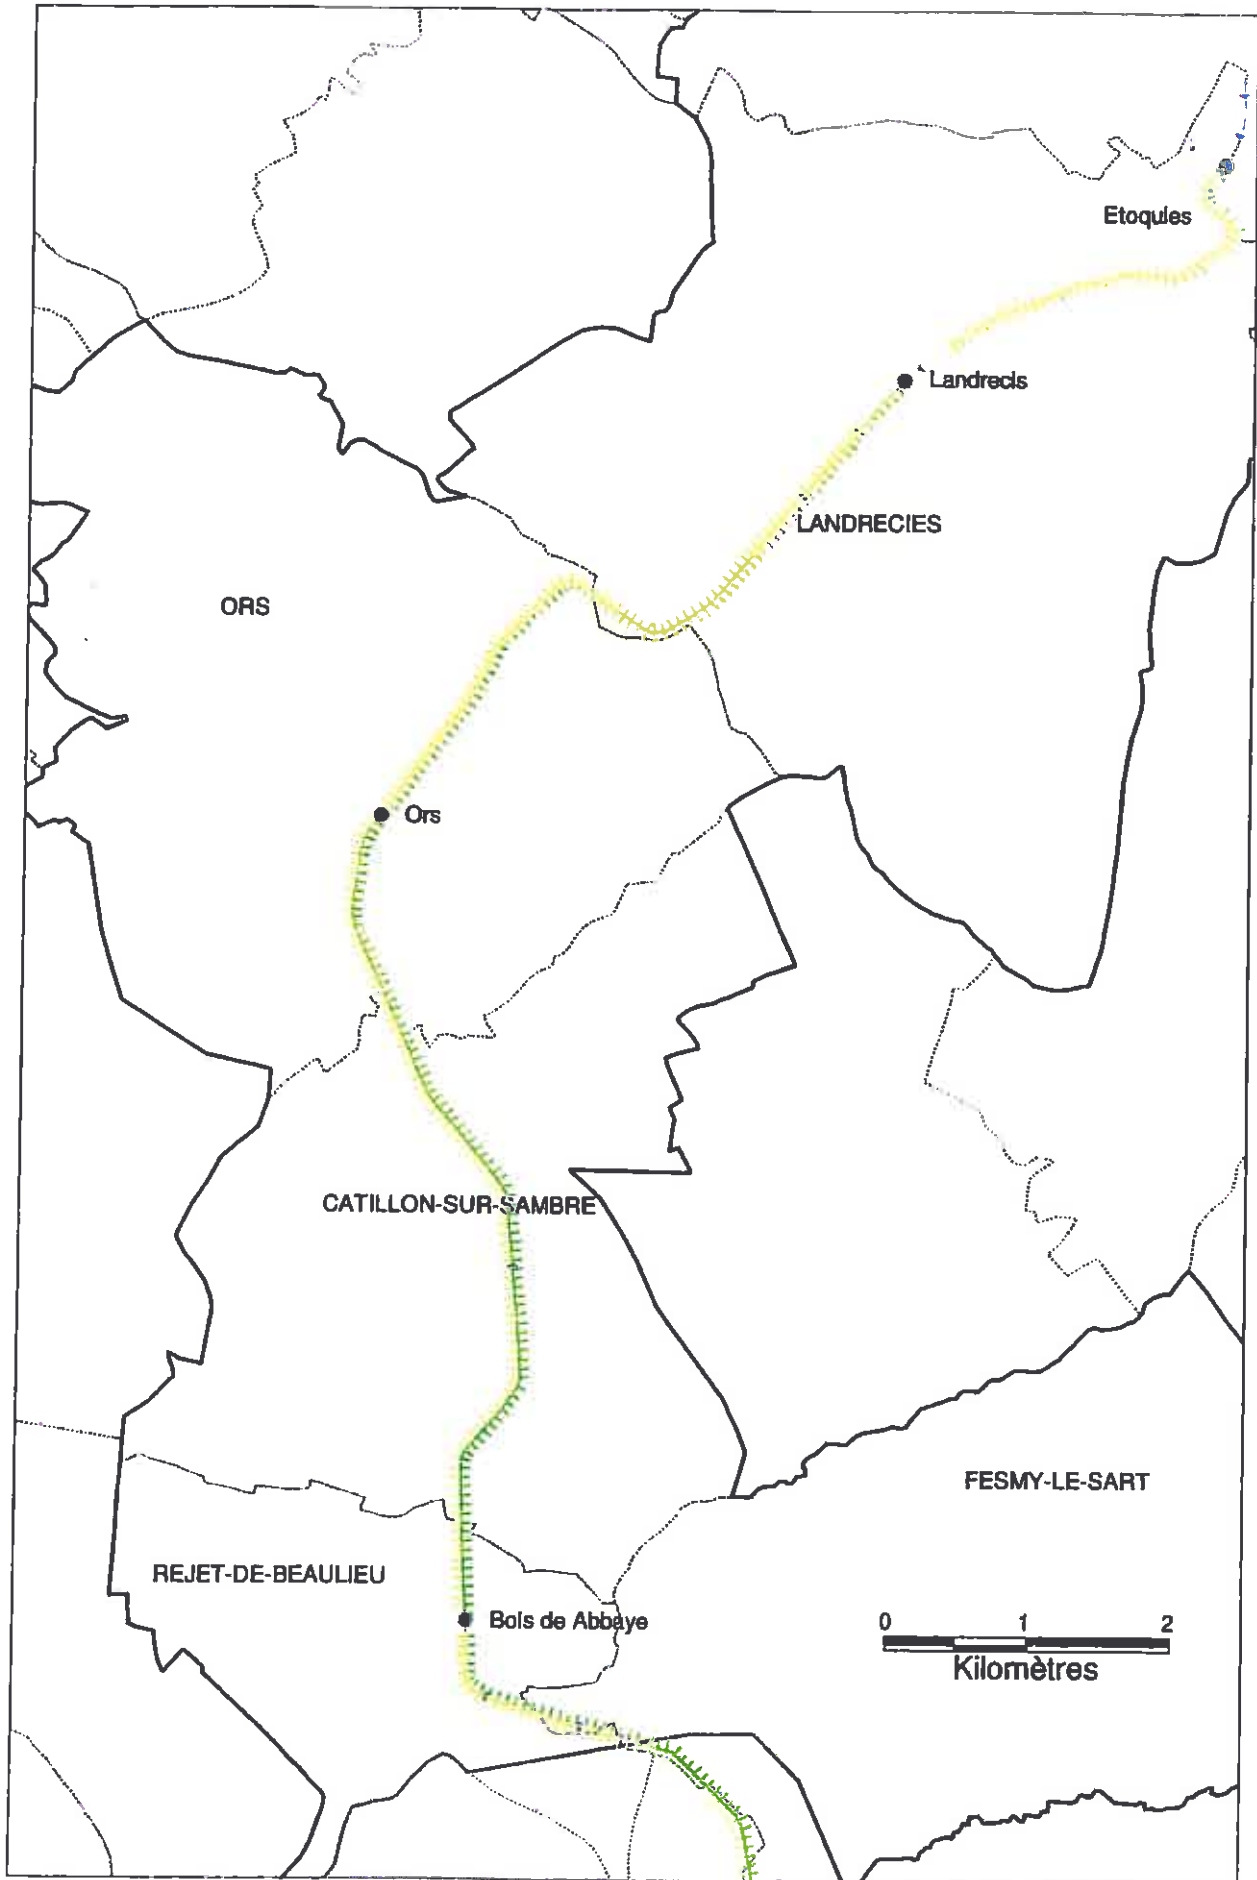 Etoquies
Landrecis
LANDRECIES
ORS
Ors
CATILLON-SUR-SAMBRE
FESMY-LE-SART
REJET-DE-BEAULIEU
Bois de Abbaye
0 1 2
Kilomètres